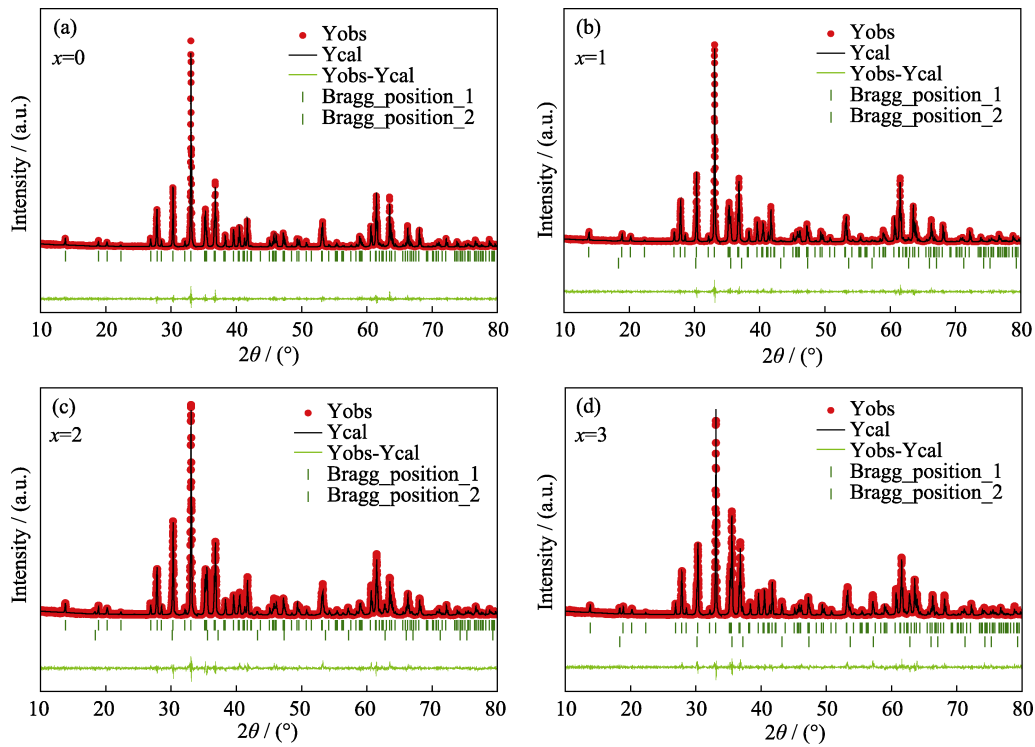 (a)
x=0
Yobs
Ycal
Yobs-Ycal
Bragg_position_1
Bragg_position_2
Intensity / (a.u.)
10 20 30 40 50 60 70 80
2θ / (°)
(b)
x=1
Yobs
Ycal
Yobs-Ycal
Bragg_position_1
Bragg_position_2
Intensity / (a.u.)
10 20 30 40 50 60 70 80
2θ / (°)
(c)
x=2
Yobs
Ycal
Yobs-Ycal
Bragg_position_1
Bragg_position_2
Intensity / (a.u.)
10 20 30 40 50 60 70 80
2θ / (°)
(d)
x=3
Yobs
Ycal
Yobs-Ycal
Bragg_position_1
Bragg_position_2
Intensity / (a.u.)
10 20 30 40 50 60 70 80
2θ / (°)